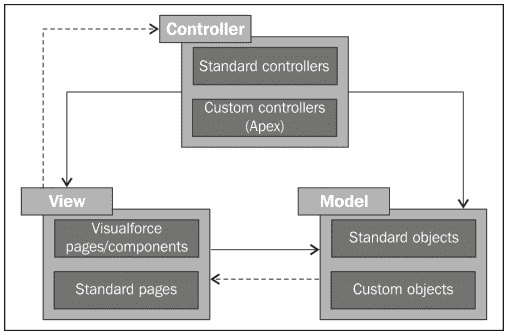 Controller
Standard controllers
Custom controllers
(Apex)
View
Visualforce
pages/components
Standard pages
Model
Standard objects
Custom objects